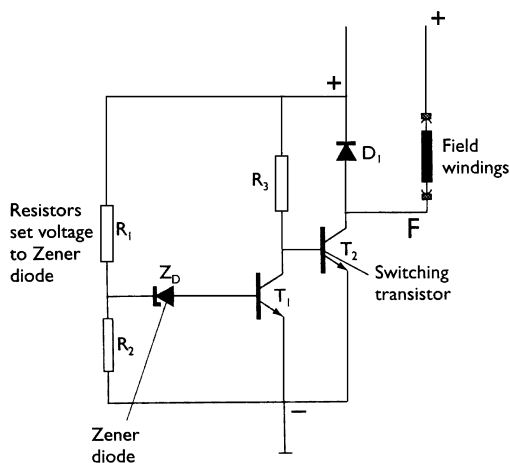 +
+
D1
Field
windings
R3
F
Resistors
set voltage
to Zener
diode
R1
T2
ZD
Switching
transistor
T1
R2
−
Zener
diode